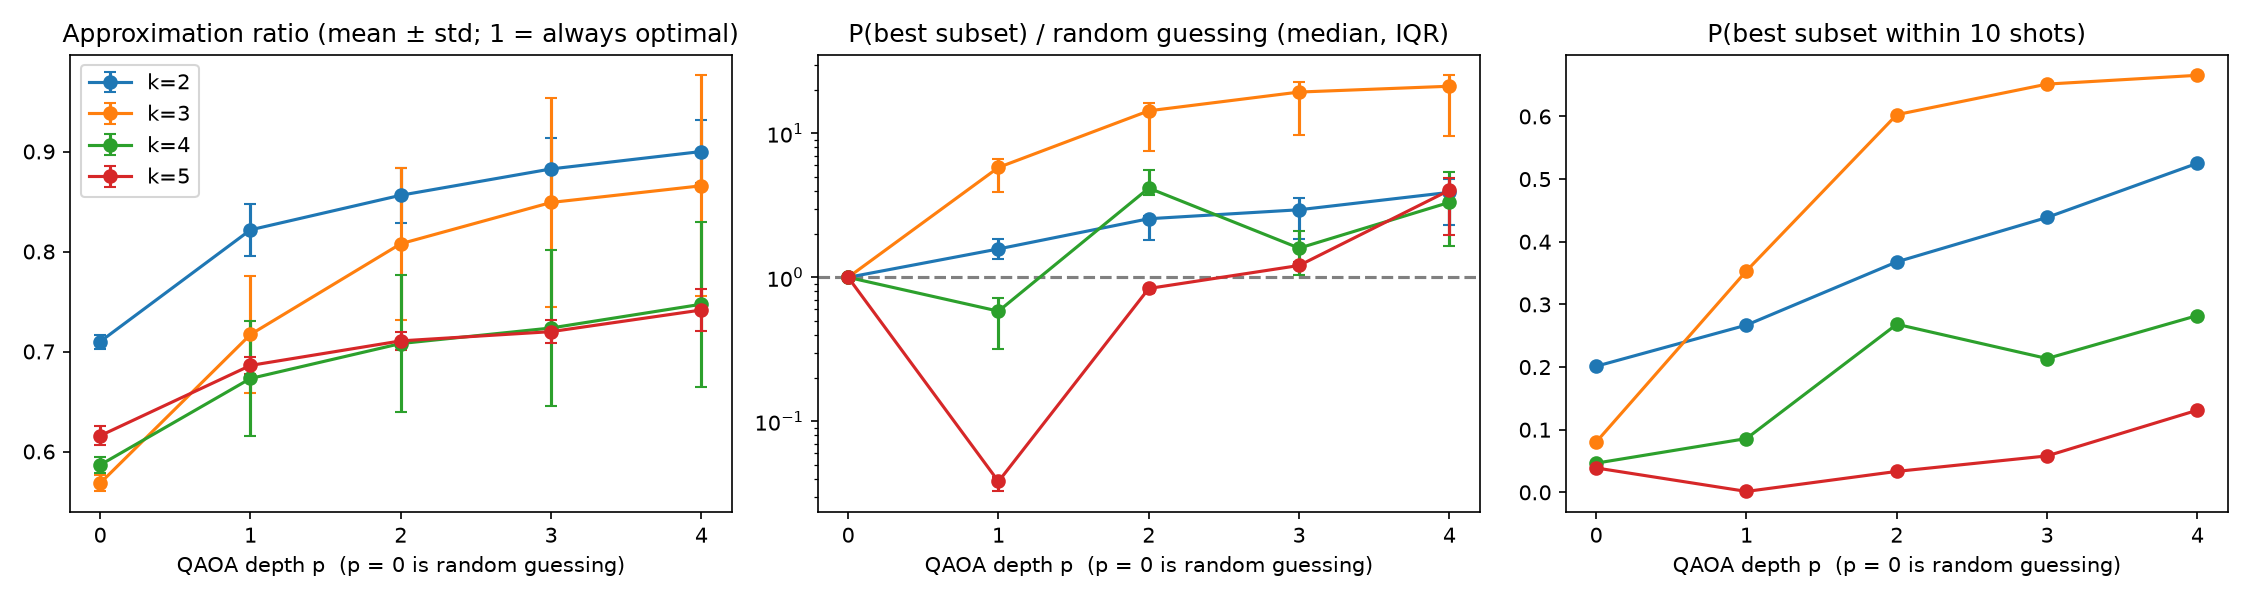 Approximation ratio (mean ± std; 1 = always optimal)
k=2
k=3
k=4
k=5
0.9
0.8
0.7
0.6
0 1 2 3 4
QAOA depth p (p = 0 is random guessing)
P(best subset) / random guessing (median, IQR)
10¹
10⁰
10⁻¹
0 1 2 3 4
QAOA depth p (p = 0 is random guessing)
P(best subset within 10 shots)
0.6
0.5
0.4
0.3
0.2
0.1
0.0
0 1 2 3 4
QAOA depth p (p = 0 is random guessing)